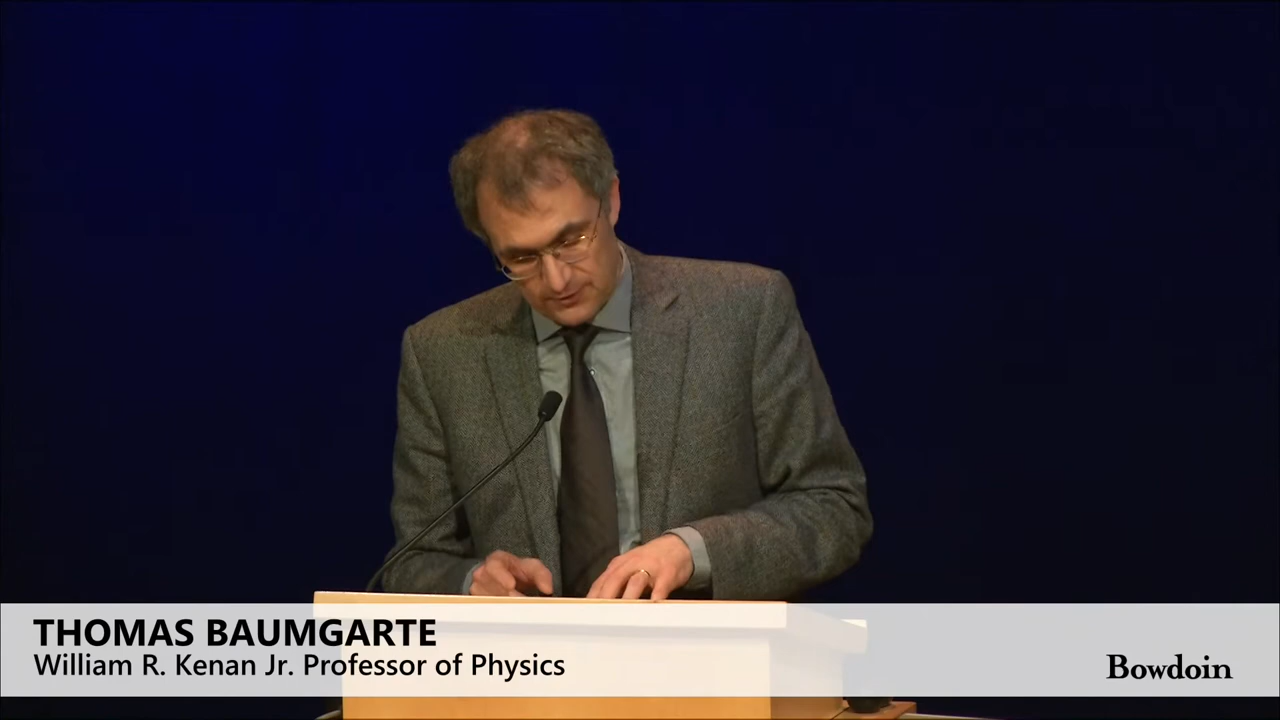 THOMAS BAUMGARTE
William R. Kenan Jr. Professor of Physics
Bowdoin